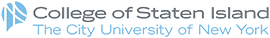 College of Staten Island
The City University of New York